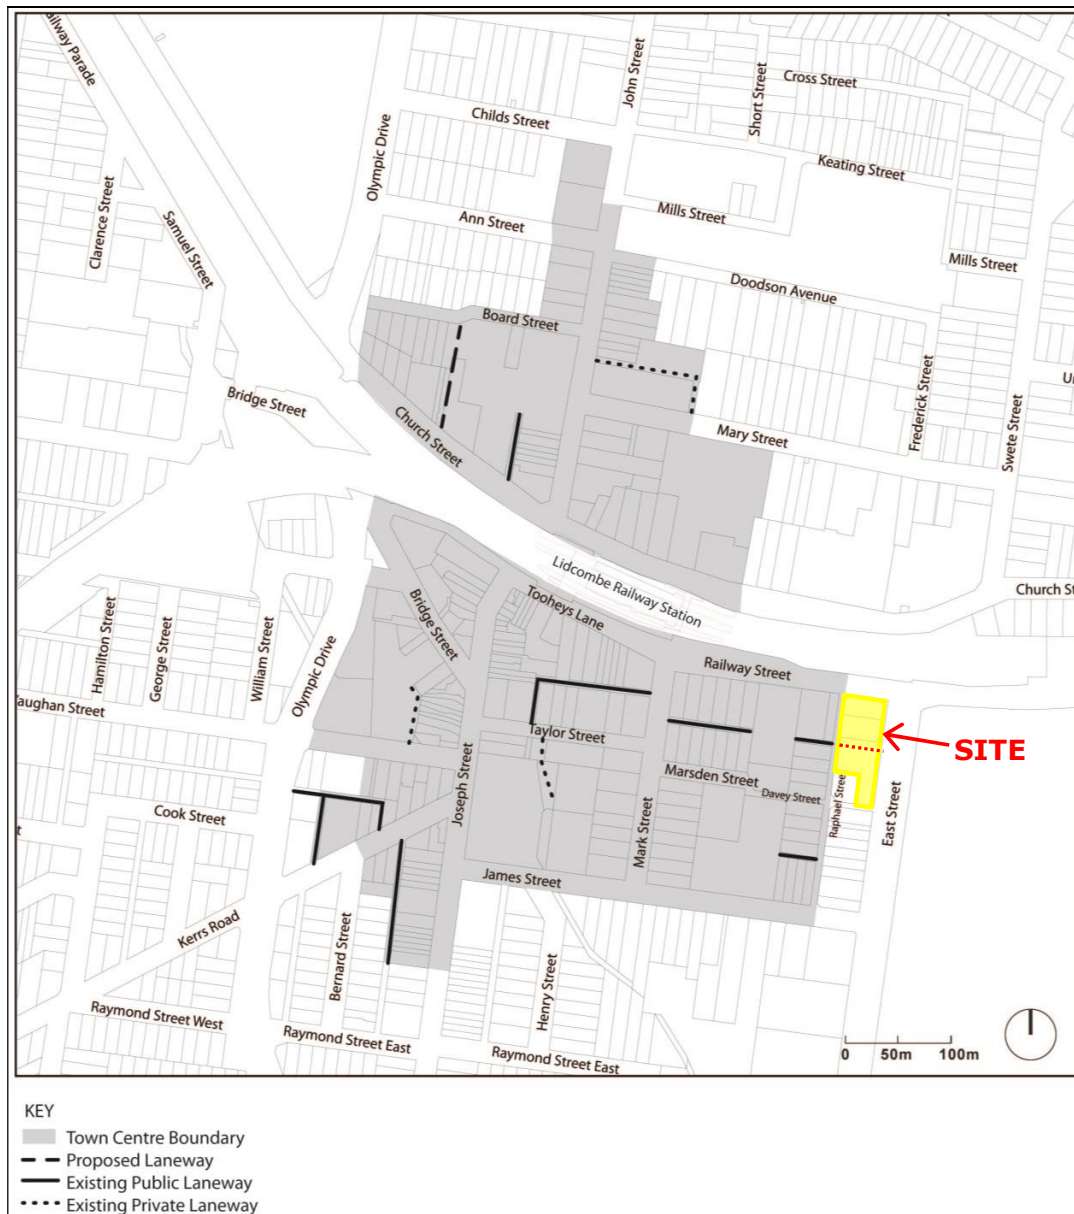 Railway Parade
John Street
Short Street
Cross Street
Childs Street
Olympic Drive
Keating Street
Clarence Street
Samuel Street
Ann Street
Mills Street
Mills Street
Doodson Avenue
Board Street
Bridge Street
Church Street
Mary Street
Frederick Street
Swete Street
Lidcombe Railway Station
Tooheys Lane
Church St
Bridge Street
Hamilton Street
George Street
William Street
Olympic Drive
Railway Street
Vaughan Street
Taylor Street
SITE
Joseph Street
Marsden Street
Davey Street
Raphael Street
East Street
Cook Street
Mark Street
James Street
Kerrs Road
Bernard Street
Henry Street
Raymond Street West
Raymond Street East
Raymond Street East
0 50m 100m
KEY
Town Centre Boundary
Proposed Laneway
Existing Public Laneway
Existing Private Laneway